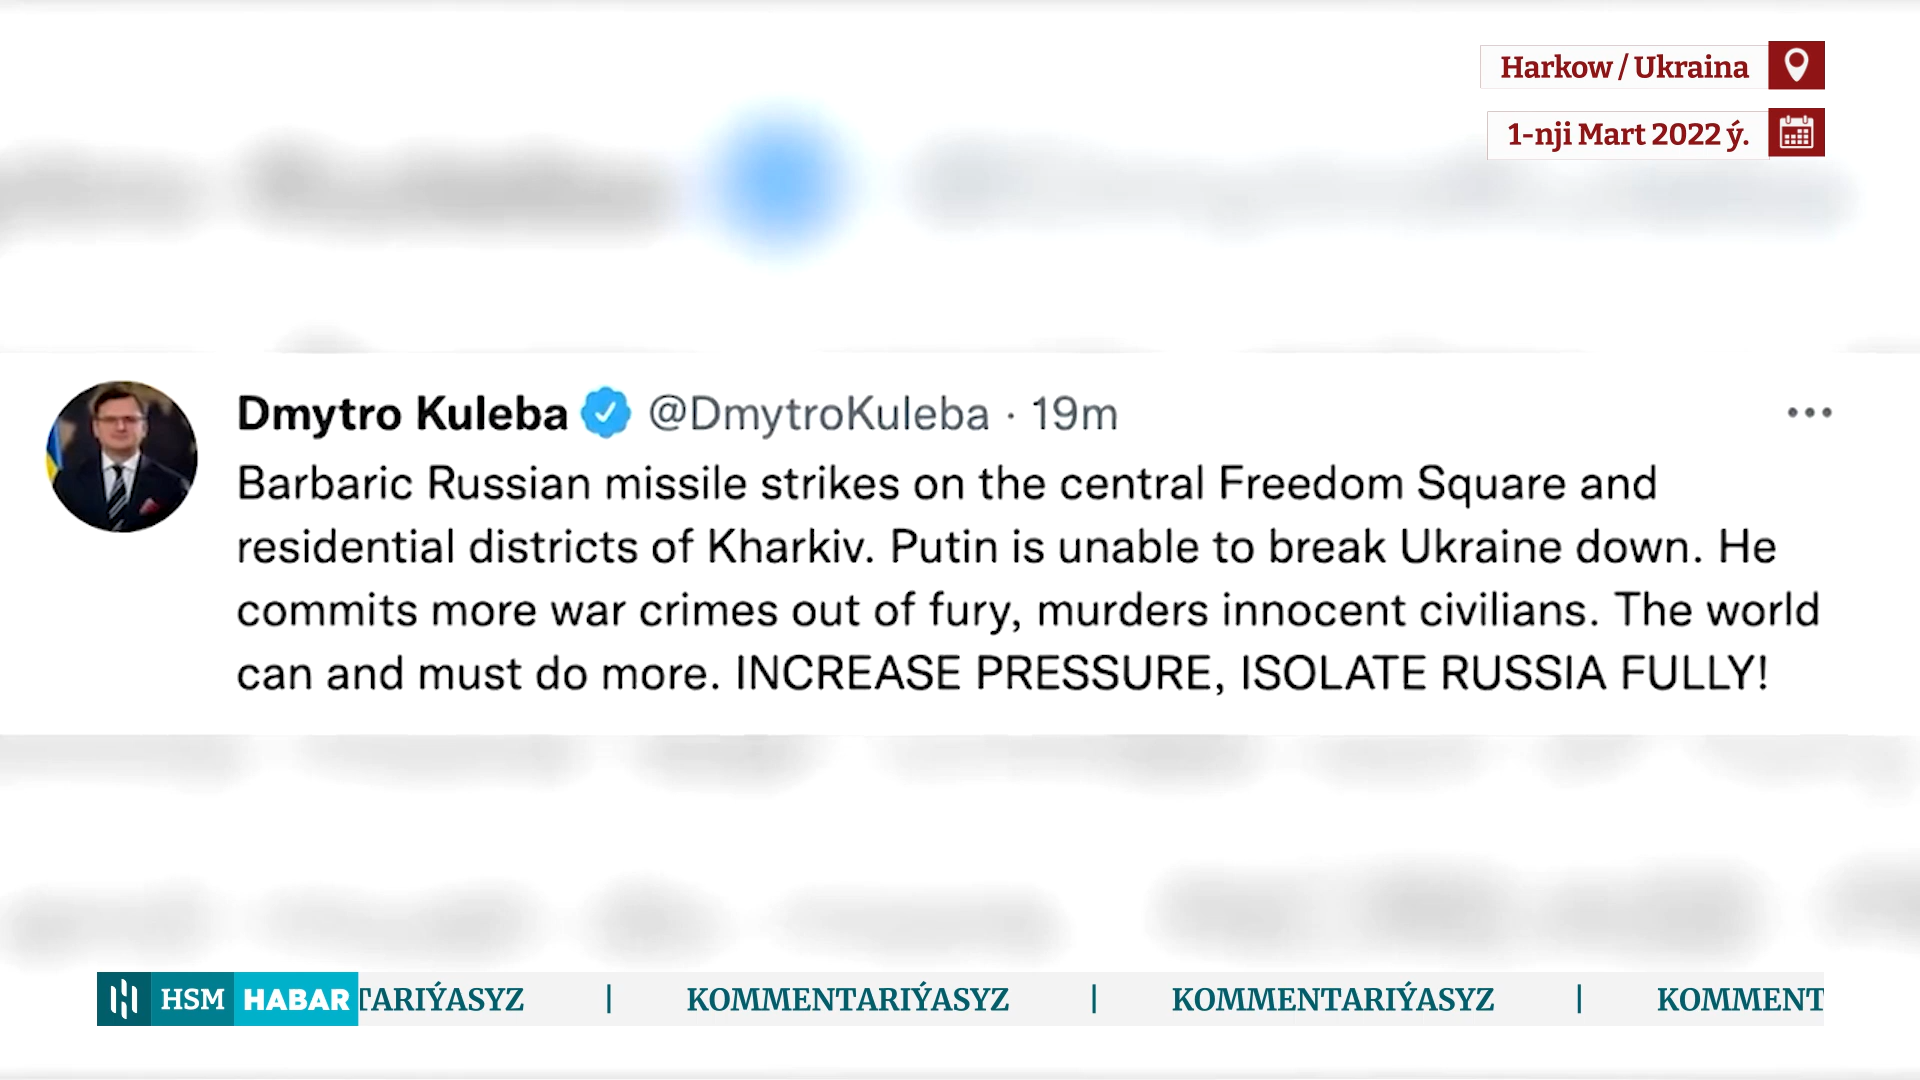 Harkow / Ukraina
1-nji Mart 2022 ý.
Dmytro Kuleba @DmytroKuleba · 19m
Barbaric Russian missile strikes on the central Freedom Square and
residential districts of Kharkiv. Putin is unable to break Ukraine down. He
commits more war crimes out of fury, murders innocent civilians. The world
can and must do more. INCREASE PRESSURE, ISOLATE RUSSIA FULLY!
HSM HABAR TARIÝASYZ | KOMMENTARIÝASYZ | KOMMENTARIÝASYZ | KOMMENT